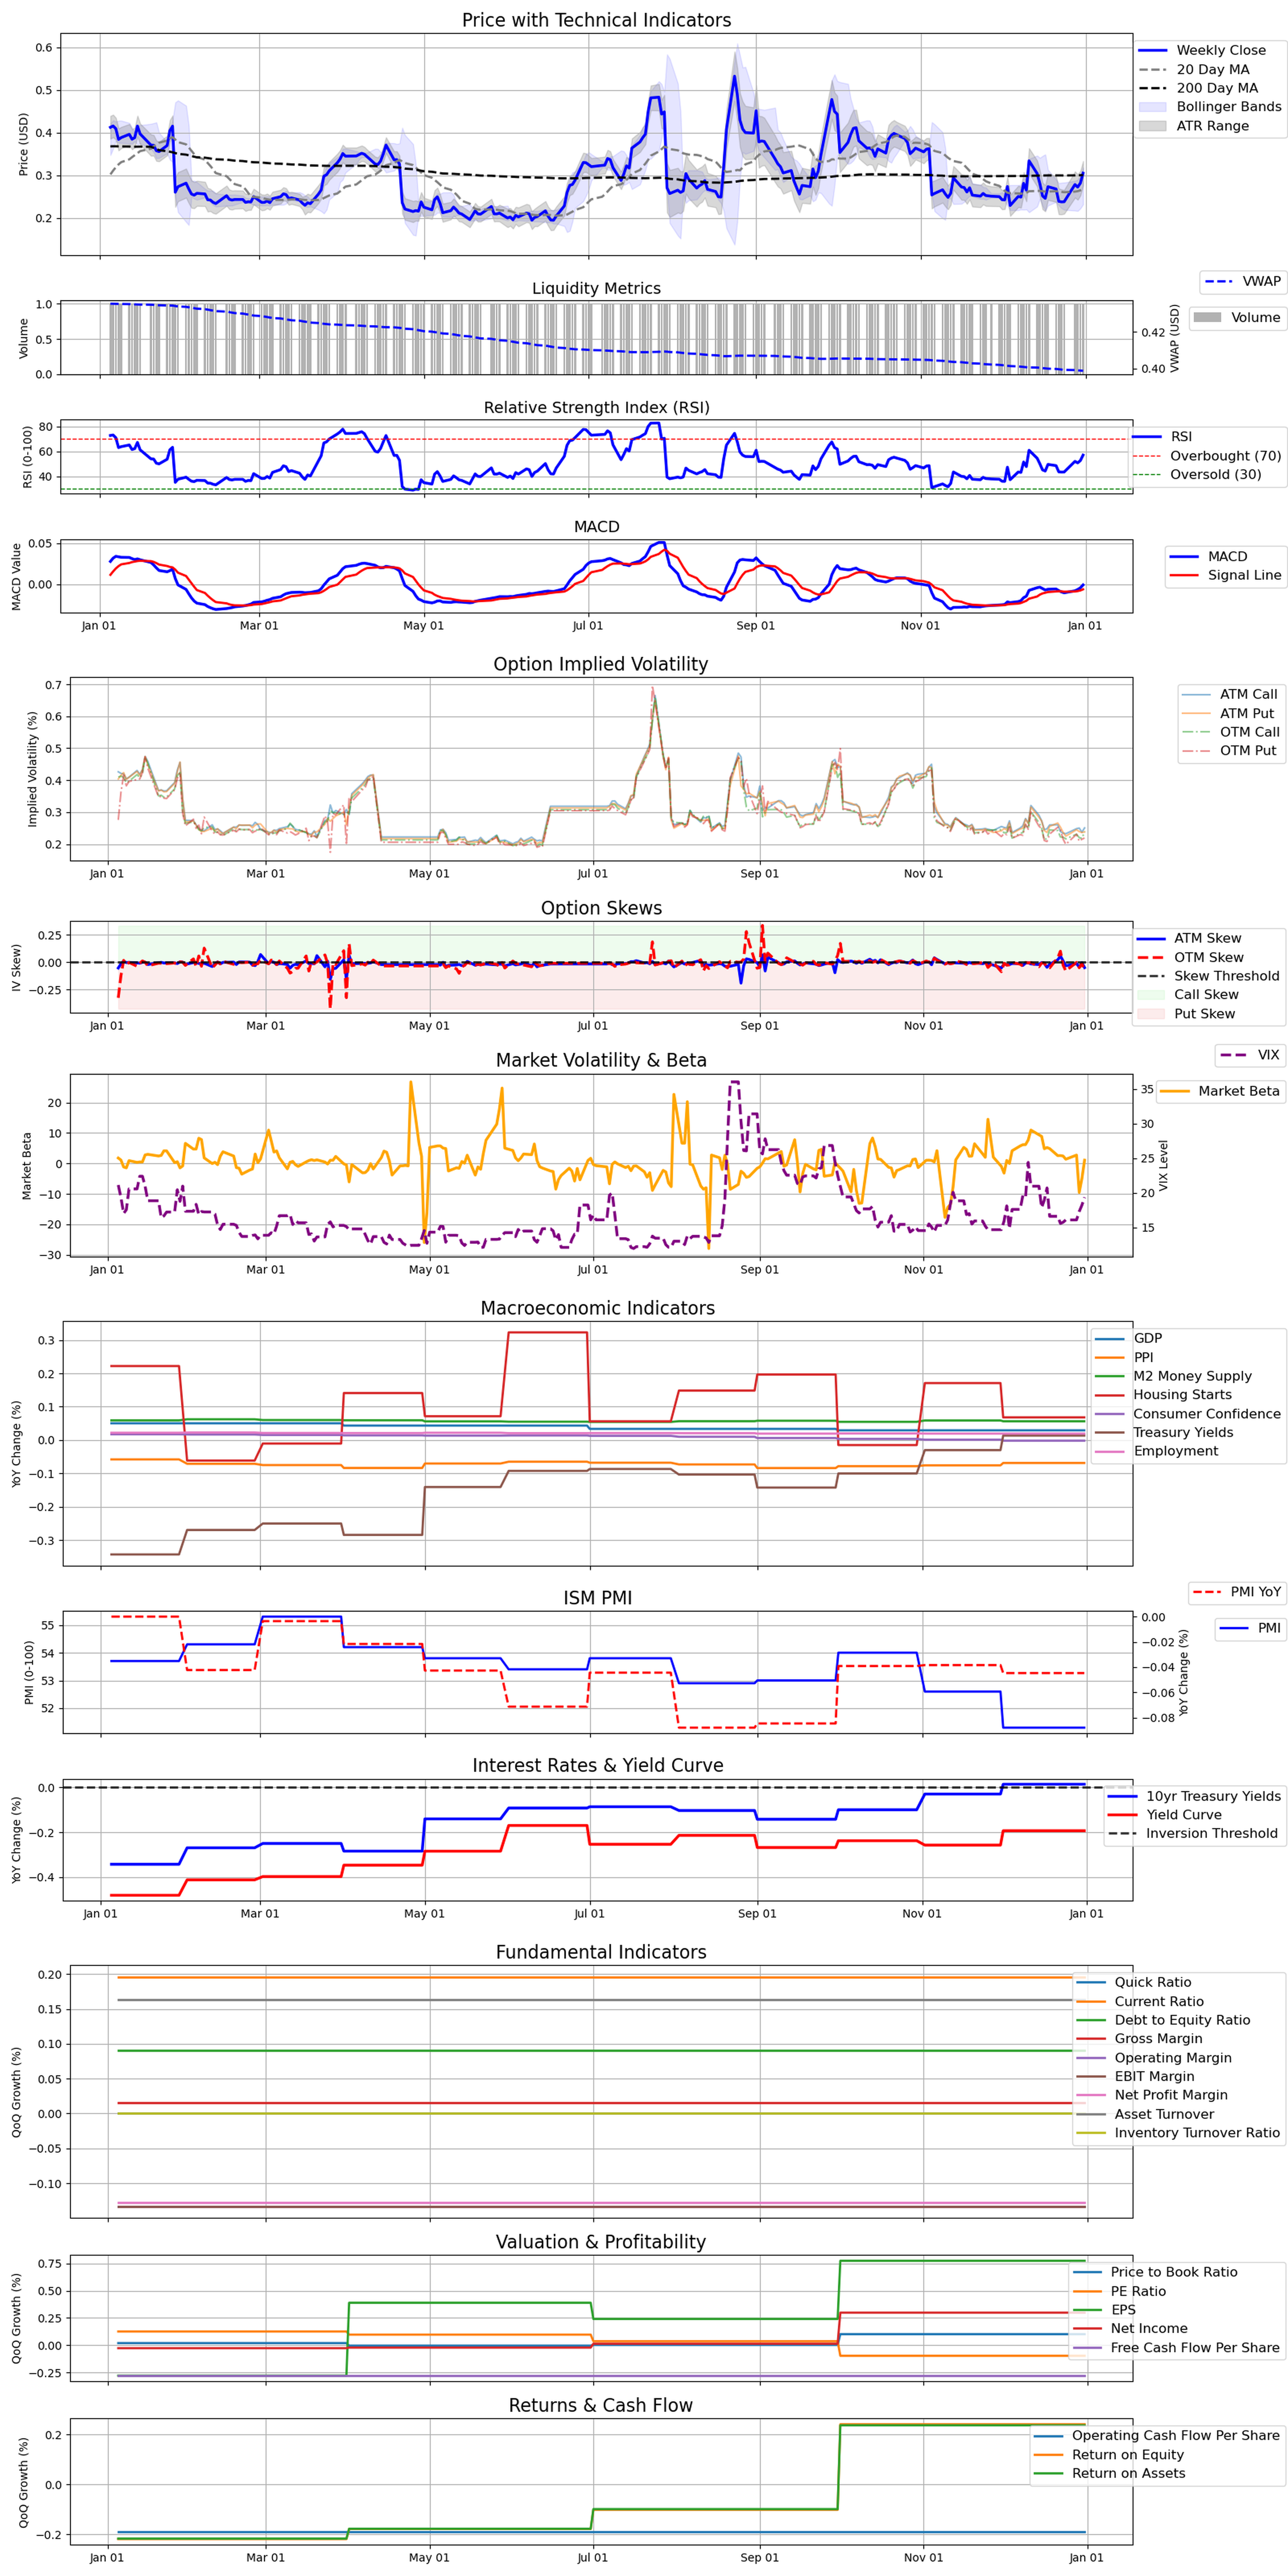 Price with Technical Indicators
Price (USD)
0.6
0.5
0.4
0.3
0.2
Weekly Close
20 Day MA
200 Day MA
Bollinger Bands
ATR Range
Liquidity Metrics
Volume
1.0
0.5
0.0
0.42
0.40
VWAP (USD)
VWAP
Volume
Relative Strength Index (RSI)
RSI (0-100)
80
60
40
RSI
Overbought (70)
Oversold (30)
MACD
MACD Value
0.05
0.00
MACD
Signal Line
Jan 01 Mar 01 May 01 Jul 01 Sep 01 Nov 01 Jan 01
Option Implied Volatility
Implied Volatility (%)
0.7
0.6
0.5
0.4
0.3
0.2
ATM Call
ATM Put
OTM Call
OTM Put
Jan 01 Mar 01 May 01 Jul 01 Sep 01 Nov 01 Jan 01
Option Skews
IV Skew)
0.25
0.00
−0.25
ATM Skew
OTM Skew
Skew Threshold
Call Skew
Put Skew
Jan 01 Mar 01 May 01 Jul 01 Sep 01 Nov 01 Jan 01
Market Volatility & Beta
Market Beta
20
10
0
−10
−20
−30
35
30
25
20
15
VIX Level
VIX
Market Beta
Jan 01 Mar 01 May 01 Jul 01 Sep 01 Nov 01 Jan 01
Macroeconomic Indicators
YoY Change (%)
0.3
0.2
0.1
0.0
−0.1
−0.2
−0.3
GDP
PPI
M2 Money Supply
Housing Starts
Consumer Confidence
Treasury Yields
Employment
ISM PMI
PMI (0-100)
55
54
53
52
0.00
−0.02
−0.04
−0.06
−0.08
YoY Change (%)
PMI YoY
PMI
Interest Rates & Yield Curve
YoY Change (%)
0.0
−0.2
−0.4
10yr Treasury Yields
Yield Curve
Inversion Threshold
Jan 01 Mar 01 May 01 Jul 01 Sep 01 Nov 01 Jan 01
Fundamental Indicators
QoQ Growth (%)
0.20
0.15
0.10
0.05
0.00
−0.05
−0.10
Quick Ratio
Current Ratio
Debt to Equity Ratio
Gross Margin
Operating Margin
EBIT Margin
Net Profit Margin
Asset Turnover
Inventory Turnover Ratio
Valuation & Profitability
QoQ Growth (%)
0.75
0.50
0.25
0.00
−0.25
Price to Book Ratio
PE Ratio
EPS
Net Income
Free Cash Flow Per Share
Returns & Cash Flow
QoQ Growth (%)
0.2
0.0
−0.2
Operating Cash Flow Per Share
Return on Equity
Return on Assets
Jan 01 Mar 01 May 01 Jul 01 Sep 01 Nov 01 Jan 01